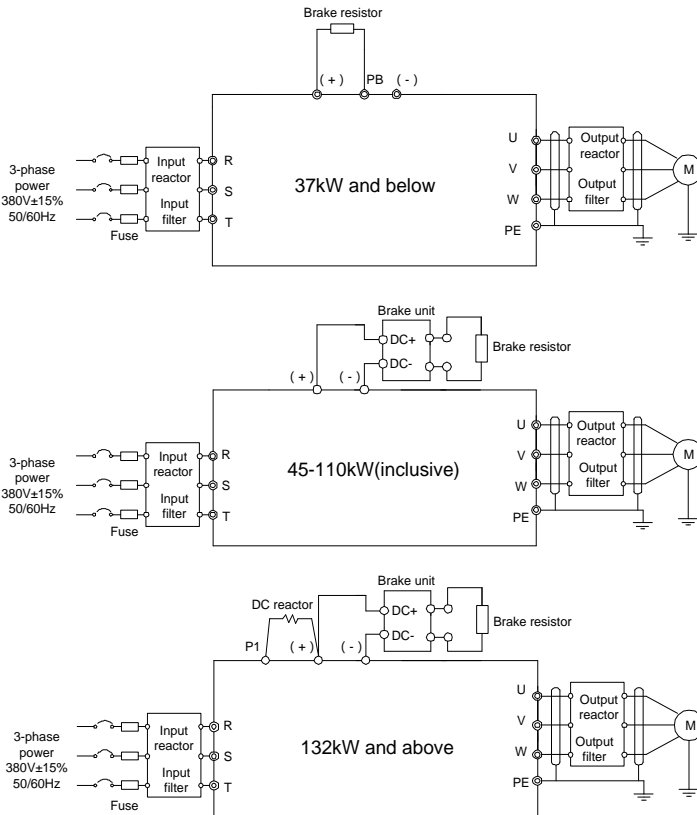 Brake resistor
( + ) PB ( - )
3-phase
power
380V±15%
50/60Hz
Fuse
Input
reactor
Input
filter
R
S
T
37kW and below
U
V
W
PE
Output
reactor
Output
filter
M
Brake unit
DC+
DC-
Brake resistor
( + ) ( - )
3-phase
power
380V±15%
50/60Hz
Fuse
Input
reactor
Input
filter
R
S
T
45-110kW(inclusive)
U
V
W
PE
Output
reactor
Output
filter
M
Brake unit
DC reactor
DC+
DC-
Brake resistor
P1 ( + ) ( - )
3-phase
power
380V±15%
50/60Hz
Fuse
Input
reactor
Input
filter
R
S
T
132kW and above
U
V
W
PE
Output
reactor
Output
filter
M